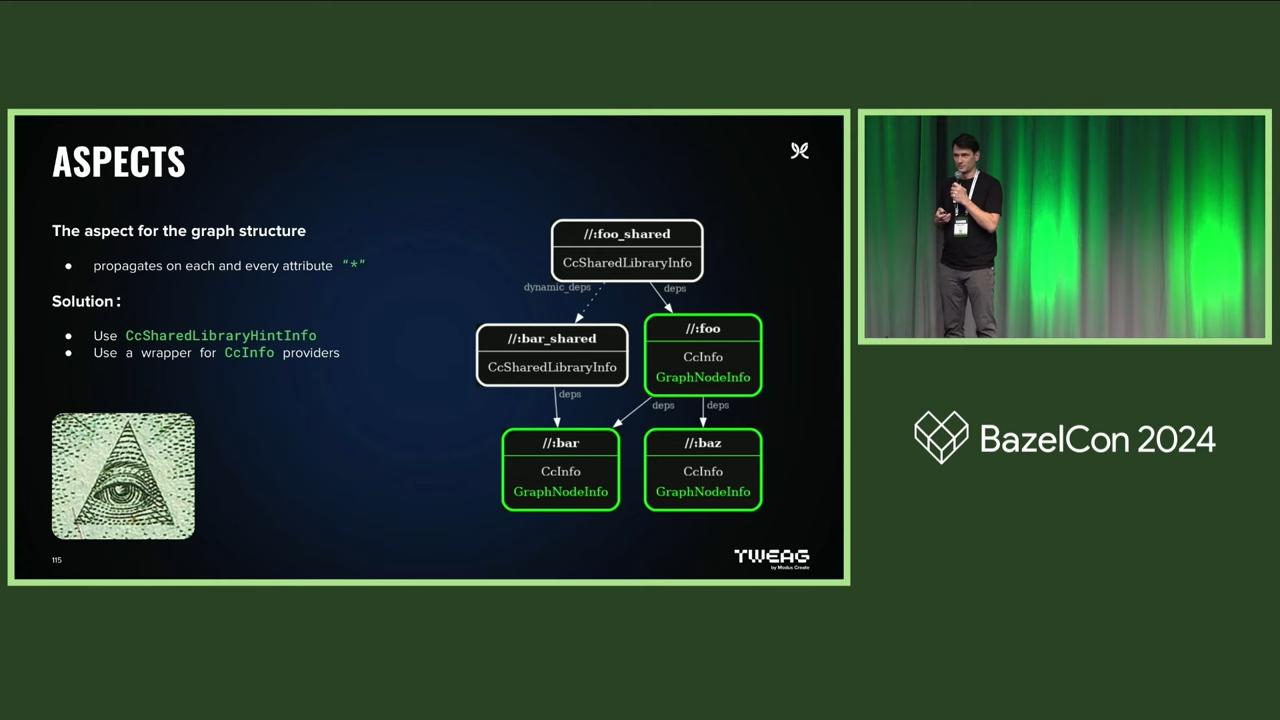 ASPECTS
The aspect for the graph structure
● propagates on each and every attribute "*"
Solution:
● Use CcSharedLibraryHintInfo
● Use a wrapper for CcInfo providers
//:foo_shared
CcSharedLibraryInfo
dynamic_deps
deps
//:bar_shared
CcSharedLibraryInfo
//:foo
CcInfo
GraphNodeInfo
deps
deps
deps
//:bar
CcInfo
GraphNodeInfo
//:baz
CcInfo
GraphNodeInfo
115
TWEAG
by Modus Create
BazelCon 2024